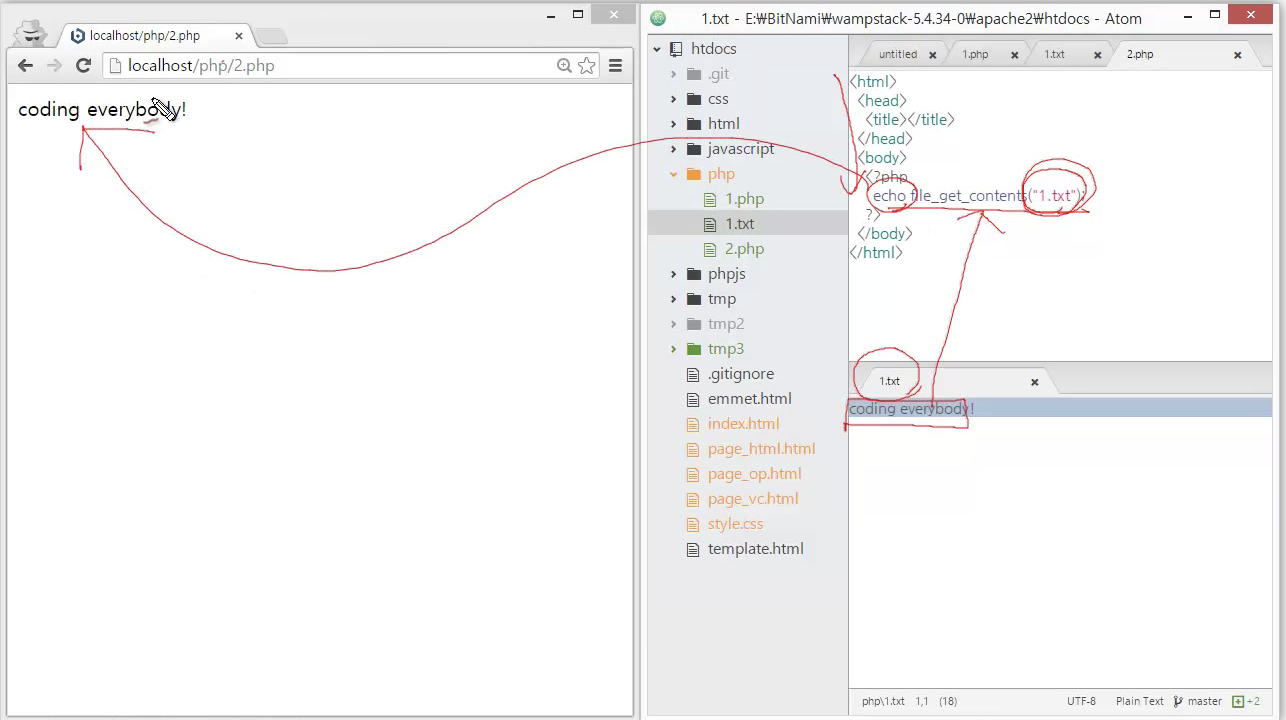 localhost/php/2.php
localhost/php/2.php
coding everybody!
1.txt - E:₩BitNami₩wampstack-5.4.34-0₩apache2₩htdocs - Atom
htdocs
.git
css
html
javascript
php
1.php
1.txt
2.php
phpjs
tmp
tmp2
tmp3
.gitignore
emmet.html
index.html
page_html.html
page_op.html
page_vc.html
style.css
template.html
untitled
1.php
1.txt
2.php
<html>
<head>
<title></title>
</head>
<body>
<?php
echo file_get_contents("1.txt");
?>
</body>
</html>
1.txt
coding everybody!
php\1.txt 1,1 (18) UTF-8 Plain Text master +2